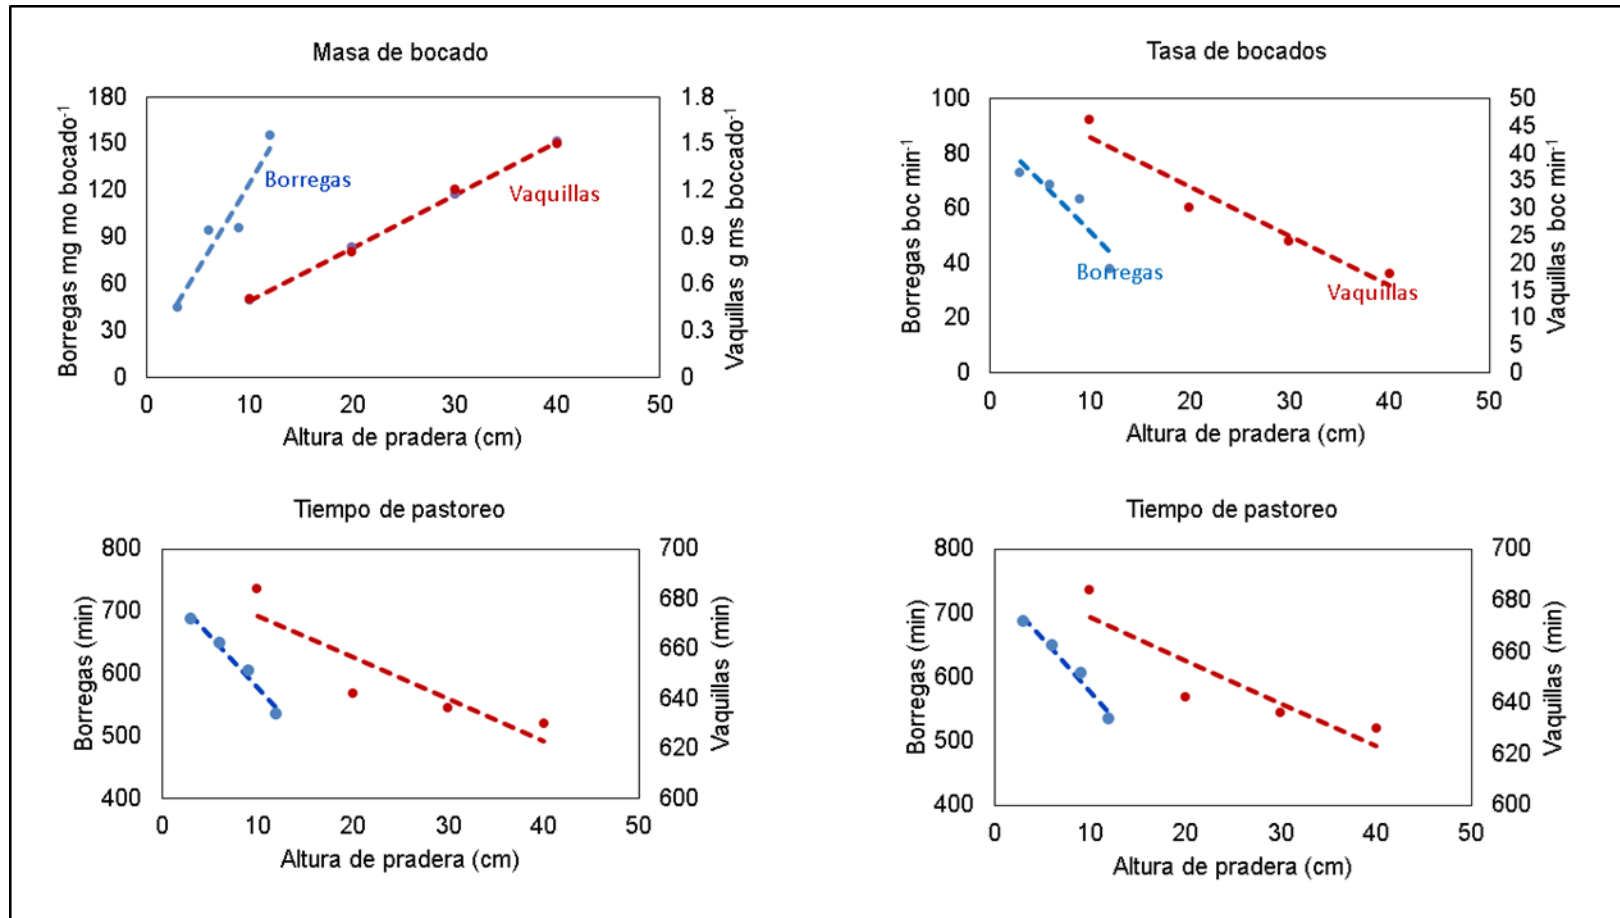 Masa de bocado
180
150
120
90
60
30
0
1.8
1.5
1.2
0.9
0.6
0.3
0
0 10 20 30 40 50
Borregas mg mo bocado-1
Vaquillas g ms boccado-1
Borregas
Vaquillas
Altura de pradera (cm)
Tasa de bocados
100
80
60
40
20
0
50
45
40
35
30
25
20
15
10
5
0
0 10 20 30 40 50
Borregas boc min-1
Vaquillas boc min-1
Borregas
Vaquillas
Altura de pradera (cm)
Tiempo de pastoreo
800
700
600
500
400
700
680
660
640
620
600
0 10 20 30 40 50
Borregas (min)
Vaquillas (min)
Altura de pradera (cm)
Tiempo de pastoreo
800
700
600
500
400
700
680
660
640
620
600
0 10 20 30 40 50
Borregas (min)
Vaquillas (min)
Altura de pradera (cm)